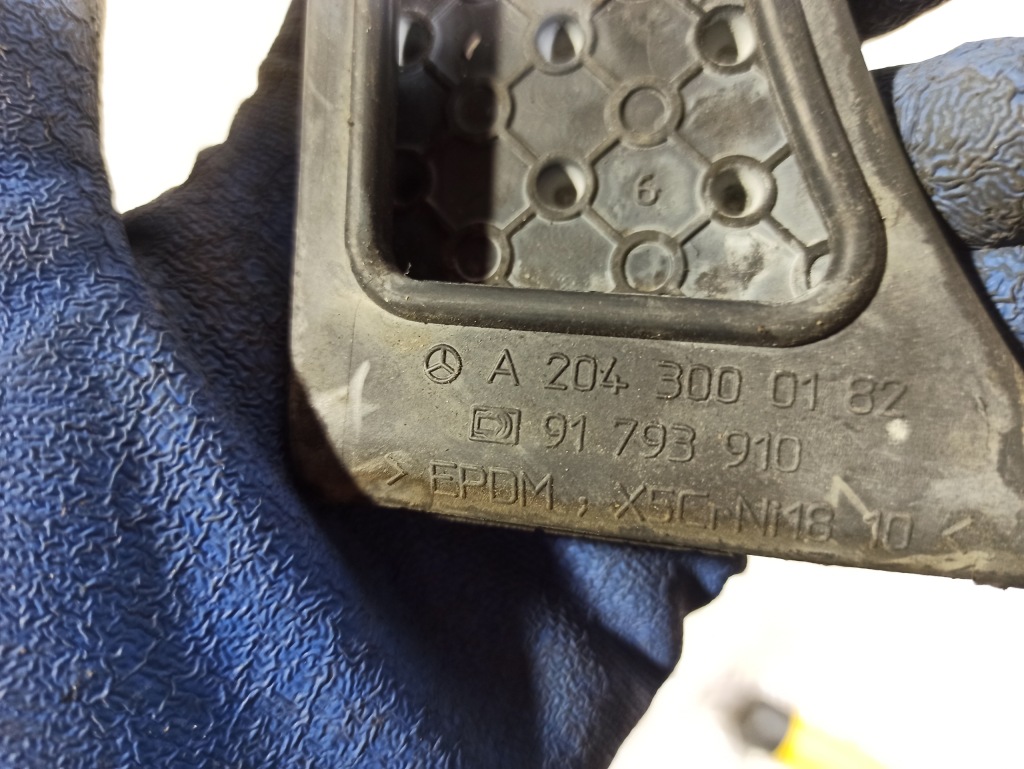 6
A 204 300 01 82
91 793 910
> EPDM , X5CrNi18 10 <